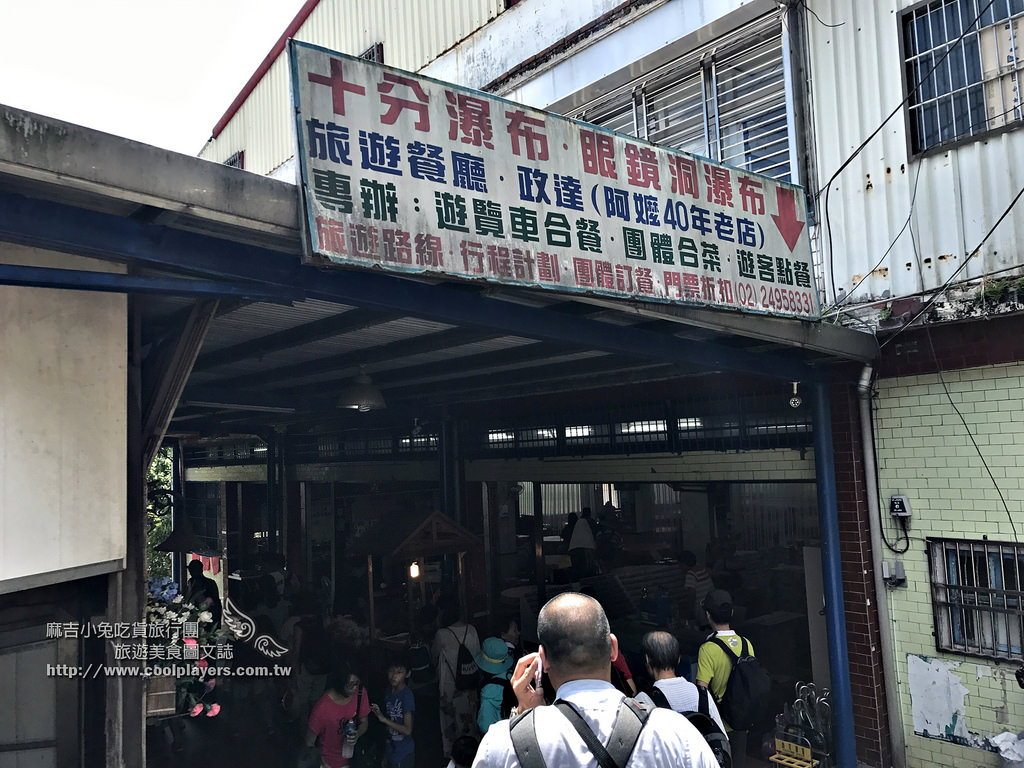 十分瀑布·眼鏡洞瀑布
旅遊餐廳·政達(阿嬤40年老店)
專辦:遊覽車合餐·團體合菜·遊客點餐
旅遊路線·行程計劃·團體訂餐·門票折扣(02)24958331
麻吉小兔吃貨旅行團
旅遊美食圖文誌
http://www.coolplayers.com.tw